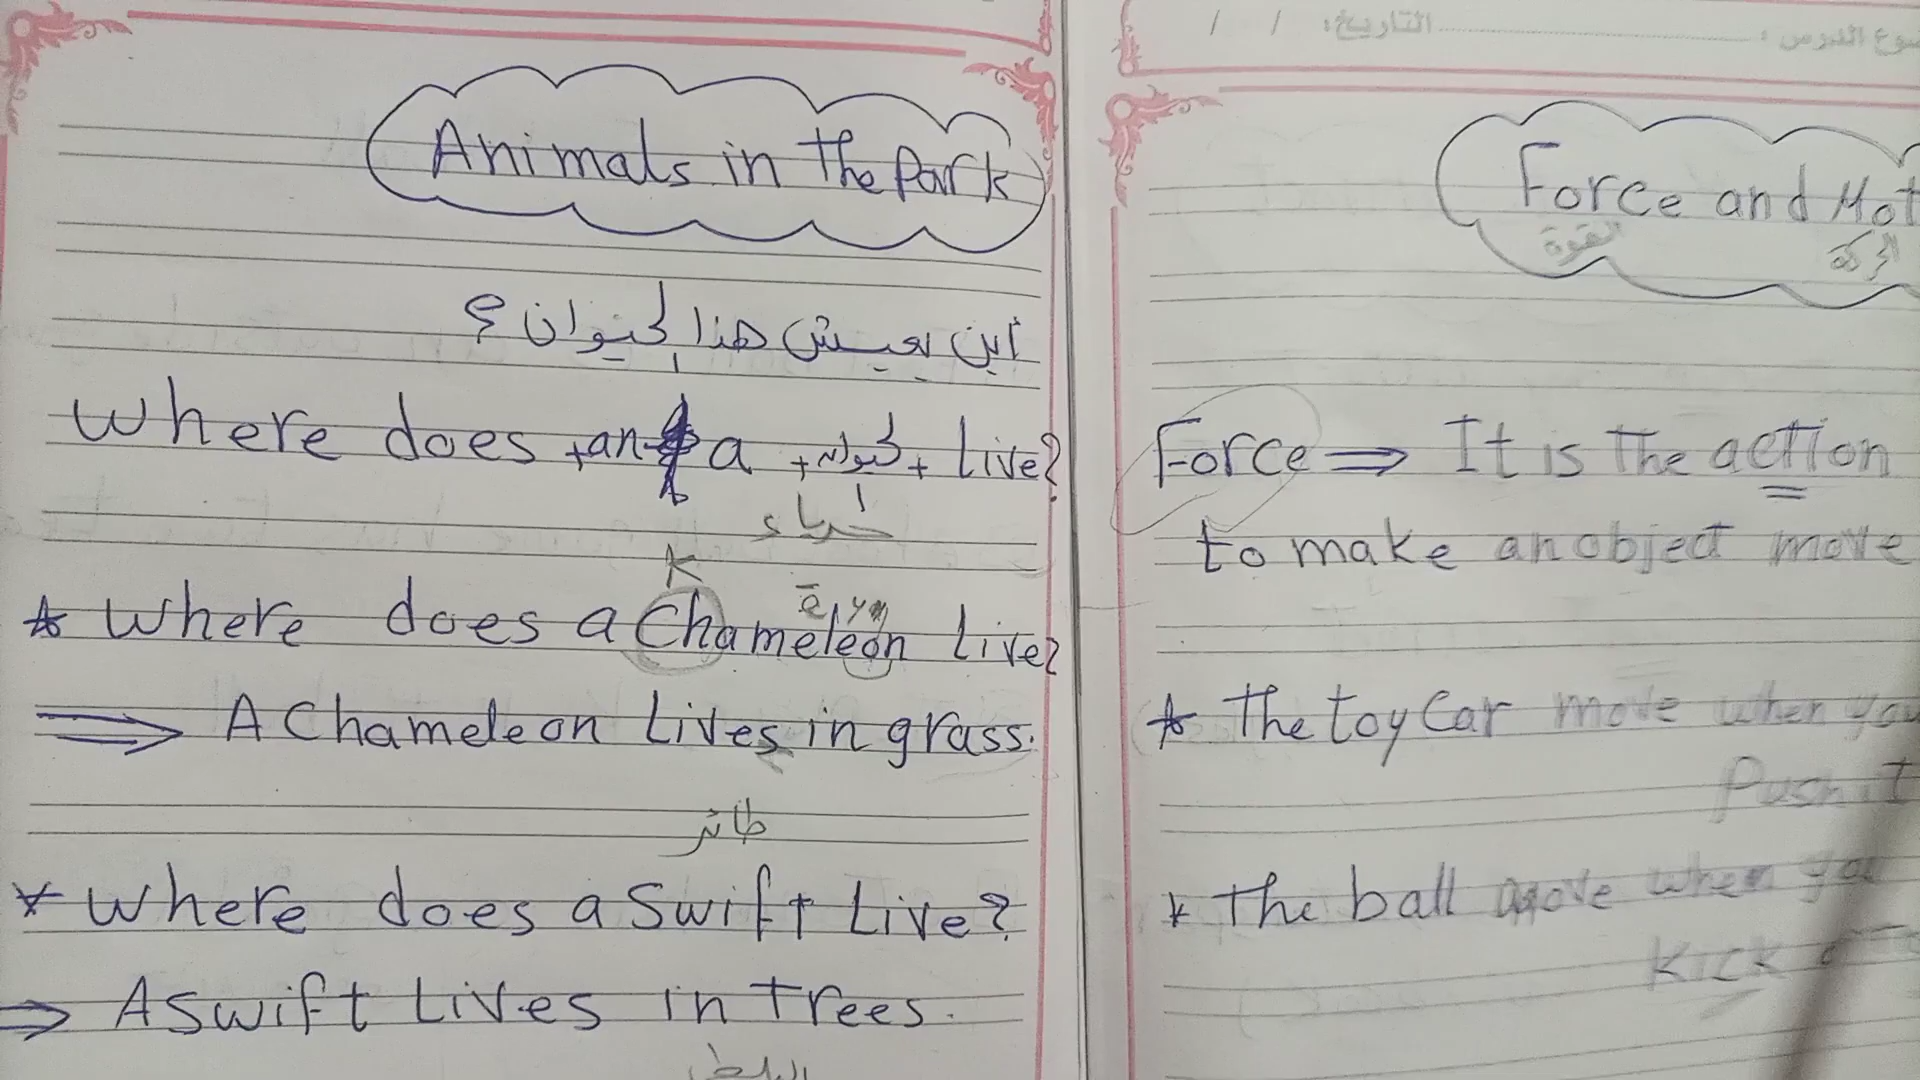 Animals in The Park
أين يعيش هذا الحيوان ؟
Where does + an a + حيوان + Live?
حرباء
K
ē, yu
* Where does a Chameleon Live?
⇒ A Chameleon Lives in grass.
طائر
* Where does a Swift Live?
⇒ A Swift Lives in Trees.
التاريخ: / /
Force and Mot
القوة الحركة
Force ⇒ It is The action
to make an object move
* The toy Car move when you
Push it
* The ball move when you
Kick